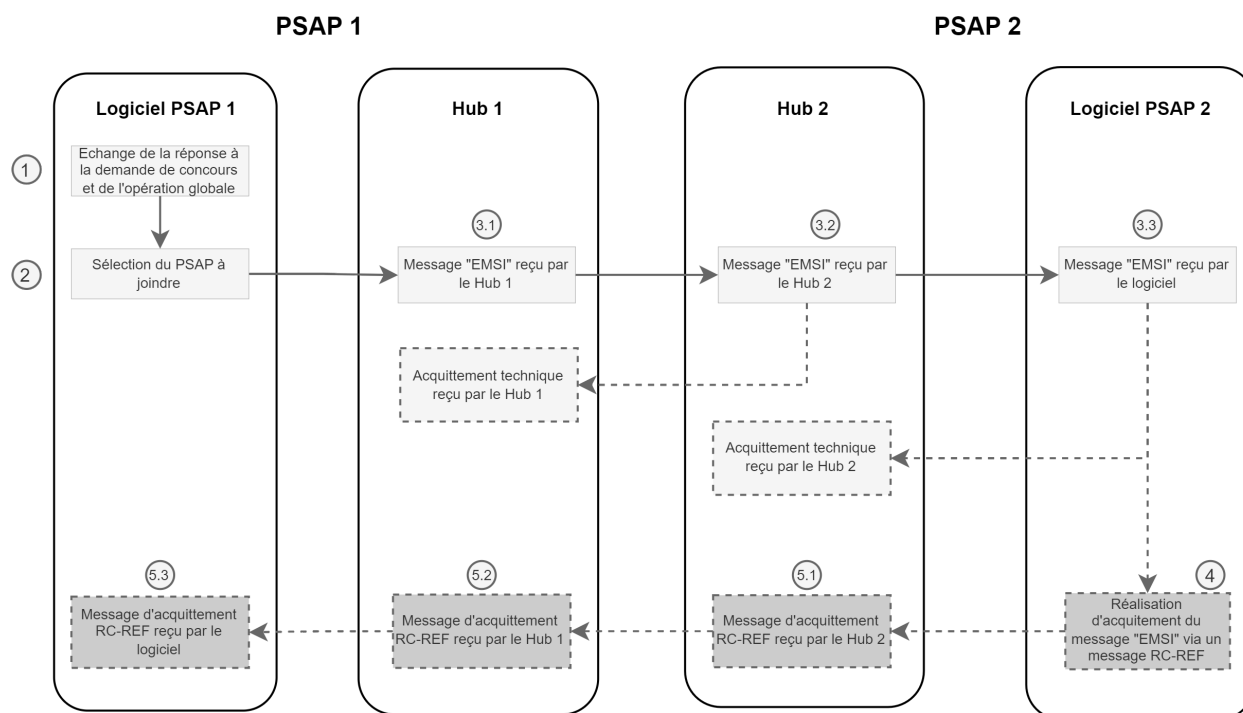 PSAP 1
PSAP 2
Logiciel PSAP 1
Hub 1
Hub 2
Logiciel PSAP 2
1
Echange de la réponse à
la demande de concours
et de l'opération globale
3.1
3.2
3.3
2
Sélection du PSAP à
joindre
Message "EMSI" reçu par
le Hub 1
Message "EMSI" reçu par
le Hub 2
Message "EMSI" reçu par
le logiciel
Acquittement technique
reçu par le Hub 1
Acquittement technique
reçu par le Hub 2
5.3
5.2
5.1
4
Message d'acquittement
RC-REF reçu par le
logiciel
Message d'acquittement
RC-REF reçu par le Hub 1
Message d'acquittement
RC-REF reçu par le Hub 2
Réalisation
d'acquitement du
message "EMSI" via un
message RC-REF